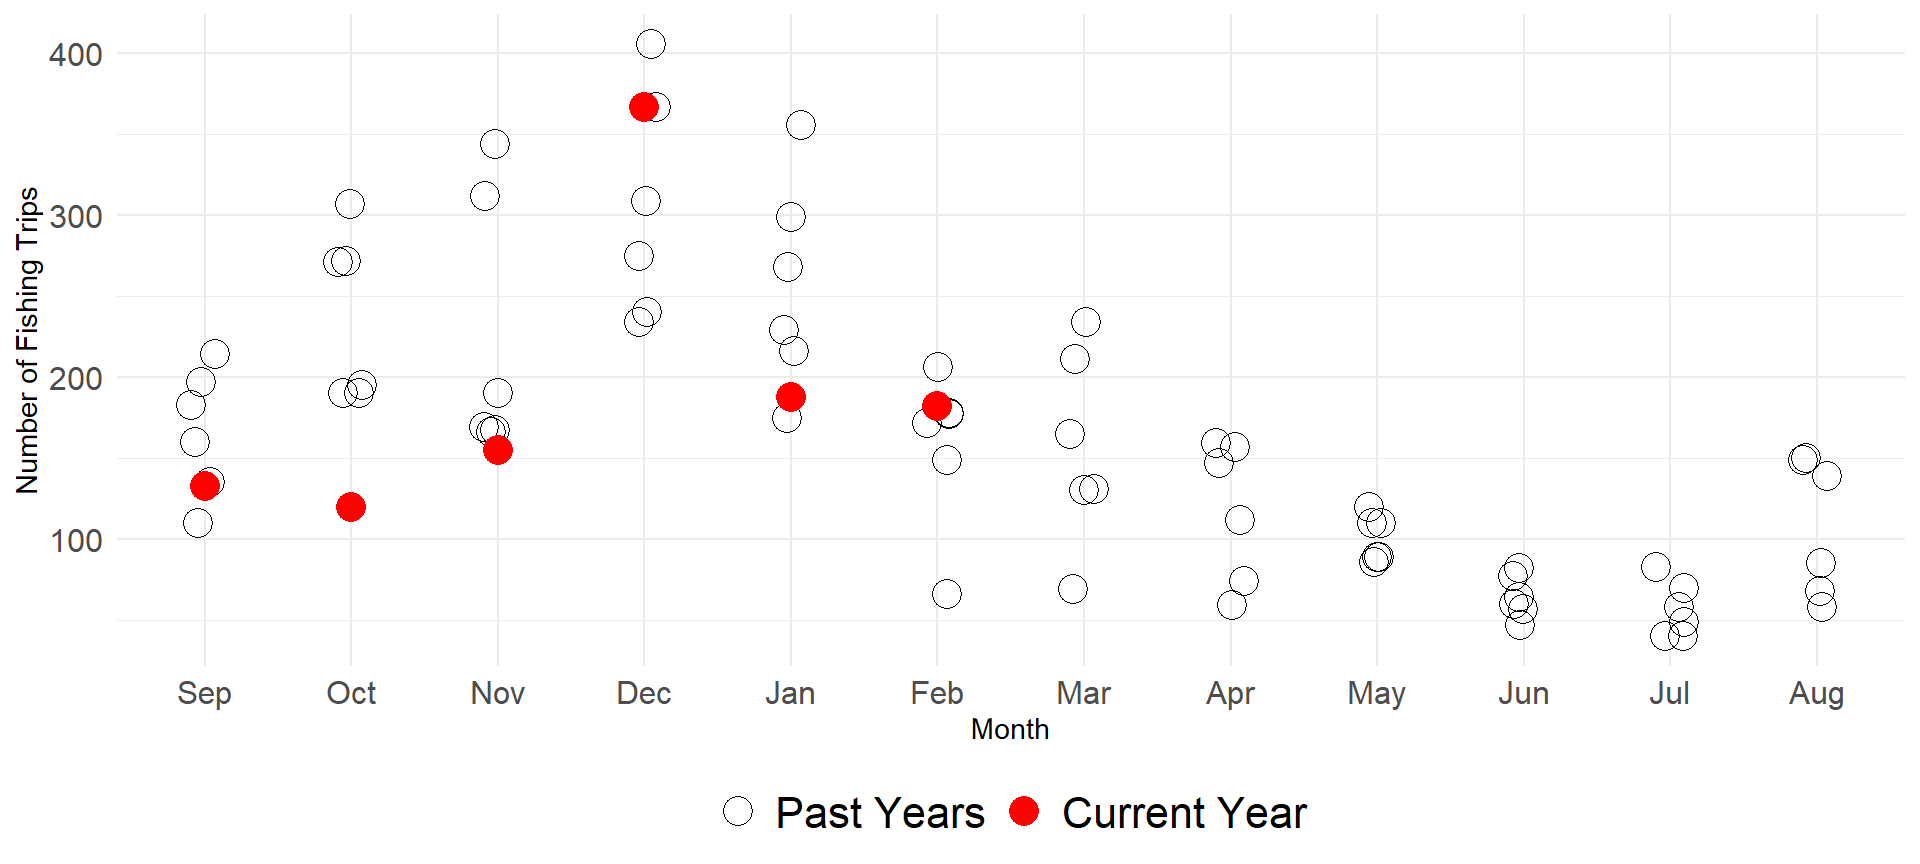 Number of Fishing Trips
400
300
200
100
Sep Oct Nov Dec Jan Feb Mar Apr May Jun Jul Aug
Month
Past Years Current Year